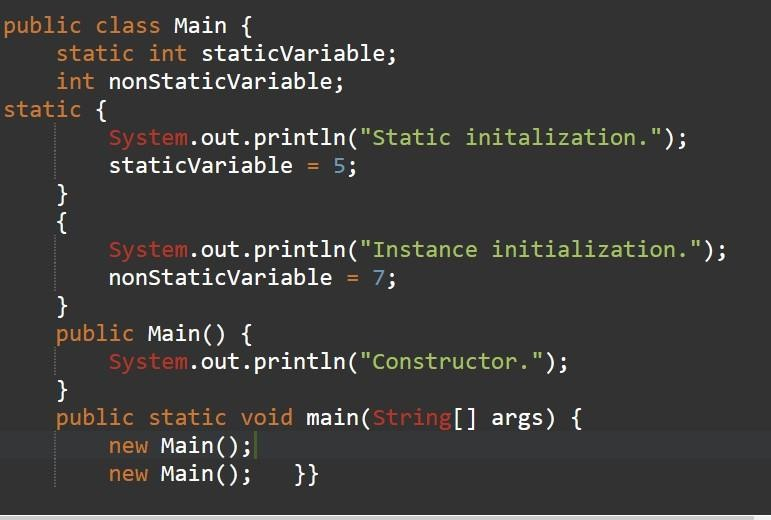 public class Main {
    static int staticVariable;
    int nonStaticVariable;
static {
        System.out.println("Static initalization.");
        staticVariable = 5;
    }
    {
        System.out.println("Instance initialization.");
        nonStaticVariable = 7;
    }
    public Main() {
        System.out.println("Constructor.");
    }
    public static void main(String[] args) {
        new Main();
        new Main();   }}